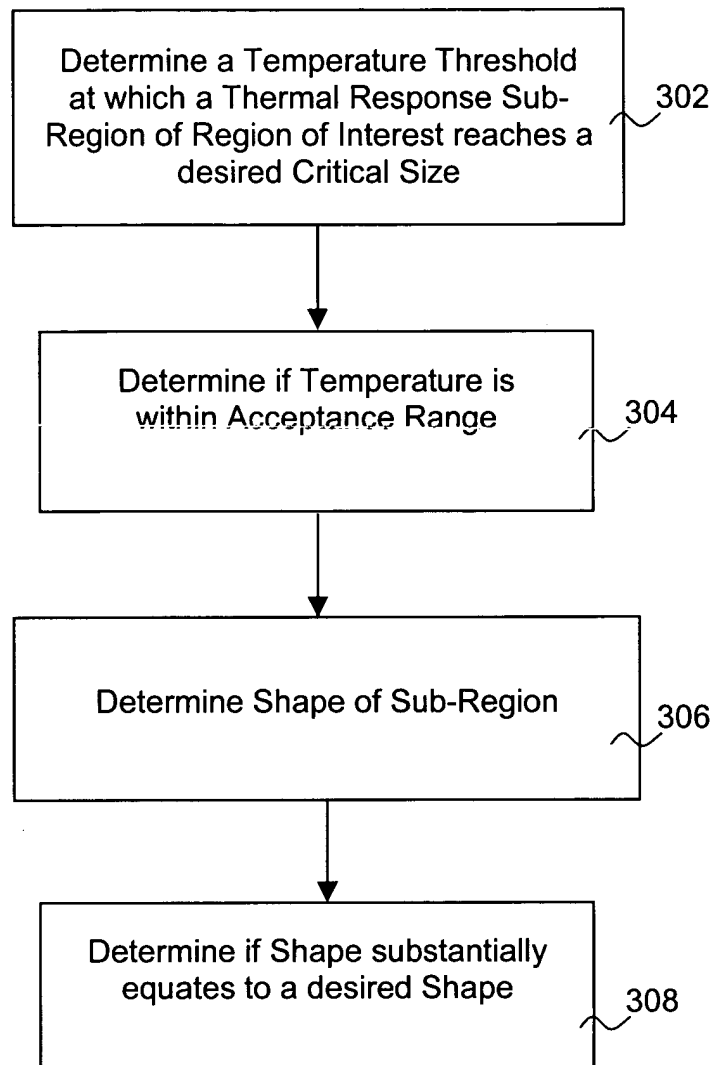 Determine a Temperature Threshold
at which a Thermal Response Sub-
Region of Region of Interest reaches a
desired Critical Size
302
Determine if Temperature is
within Acceptance Range
304
Determine Shape of Sub-Region
306
Determine if Shape substantially
equates to a desired Shape
308